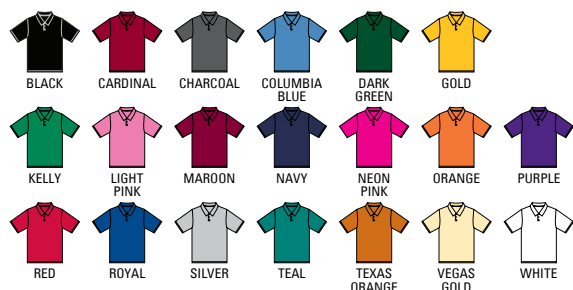 BLACK CARDINAL CHARCOAL COLUMBIA BLUE DARK GREEN GOLD
KELLY LIGHT PINK MAROON NAVY NEON PINK ORANGE PURPLE
RED ROYAL SILVER TEAL TEXAS ORANGE VEGAS GOLD WHITE